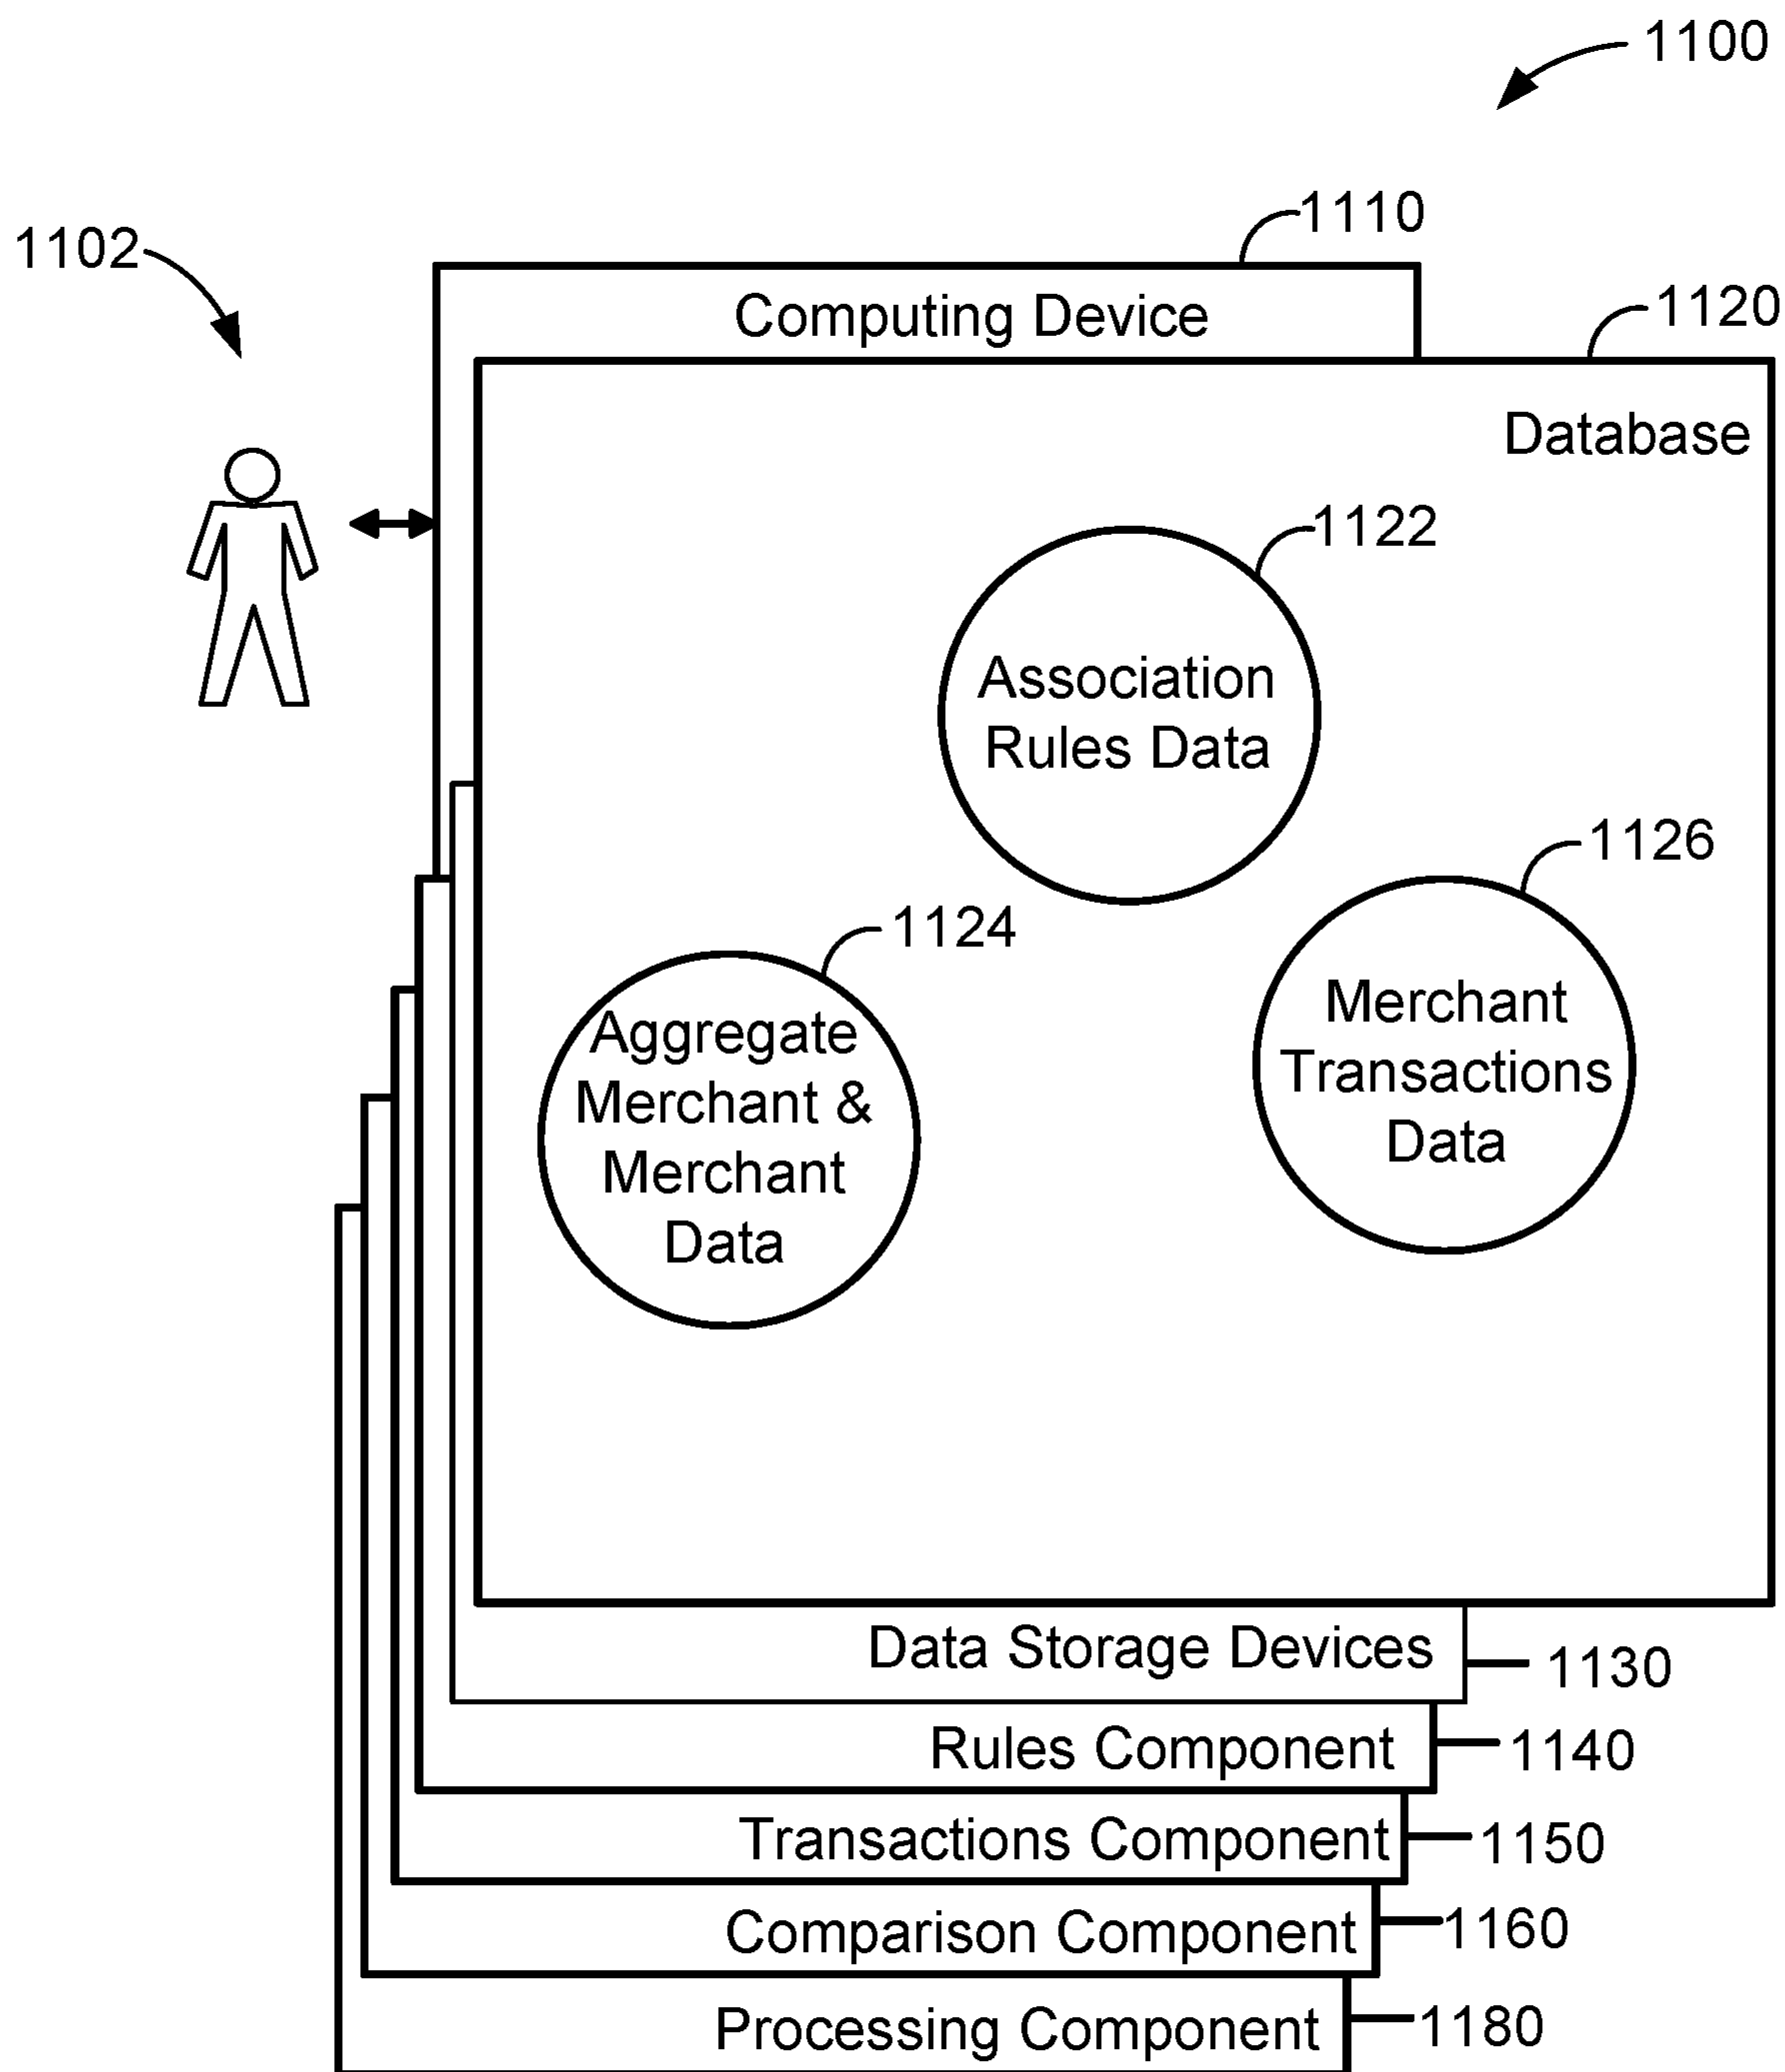 1100
1110
1102
Computing Device
1120
Database
1122
Association
Rules Data
1126
1124
Merchant
Transactions
Data
Aggregate
Merchant &
Merchant
Data
Data Storage Devices
1130
Rules Component
1140
Transactions Component
1150
Comparison Component
1160
Processing Component
1180